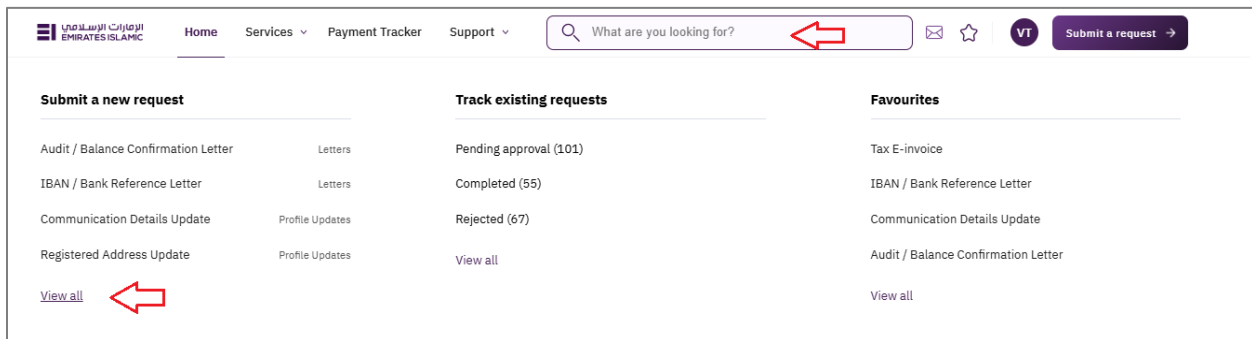 الإمارات الإسلامي
EMIRATES ISLAMIC
Home
Services
Payment Tracker
Support
What are you looking for?
VT
Submit a request →
Submit a new request
Audit / Balance Confirmation Letter Letters
IBAN / Bank Reference Letter Letters
Communication Details Update Profile Updates
Registered Address Update Profile Updates
View all
Track existing requests
Pending approval (101)
Completed (55)
Rejected (67)
View all
Favourites
Tax E-invoice
IBAN / Bank Reference Letter
Communication Details Update
Audit / Balance Confirmation Letter
View all